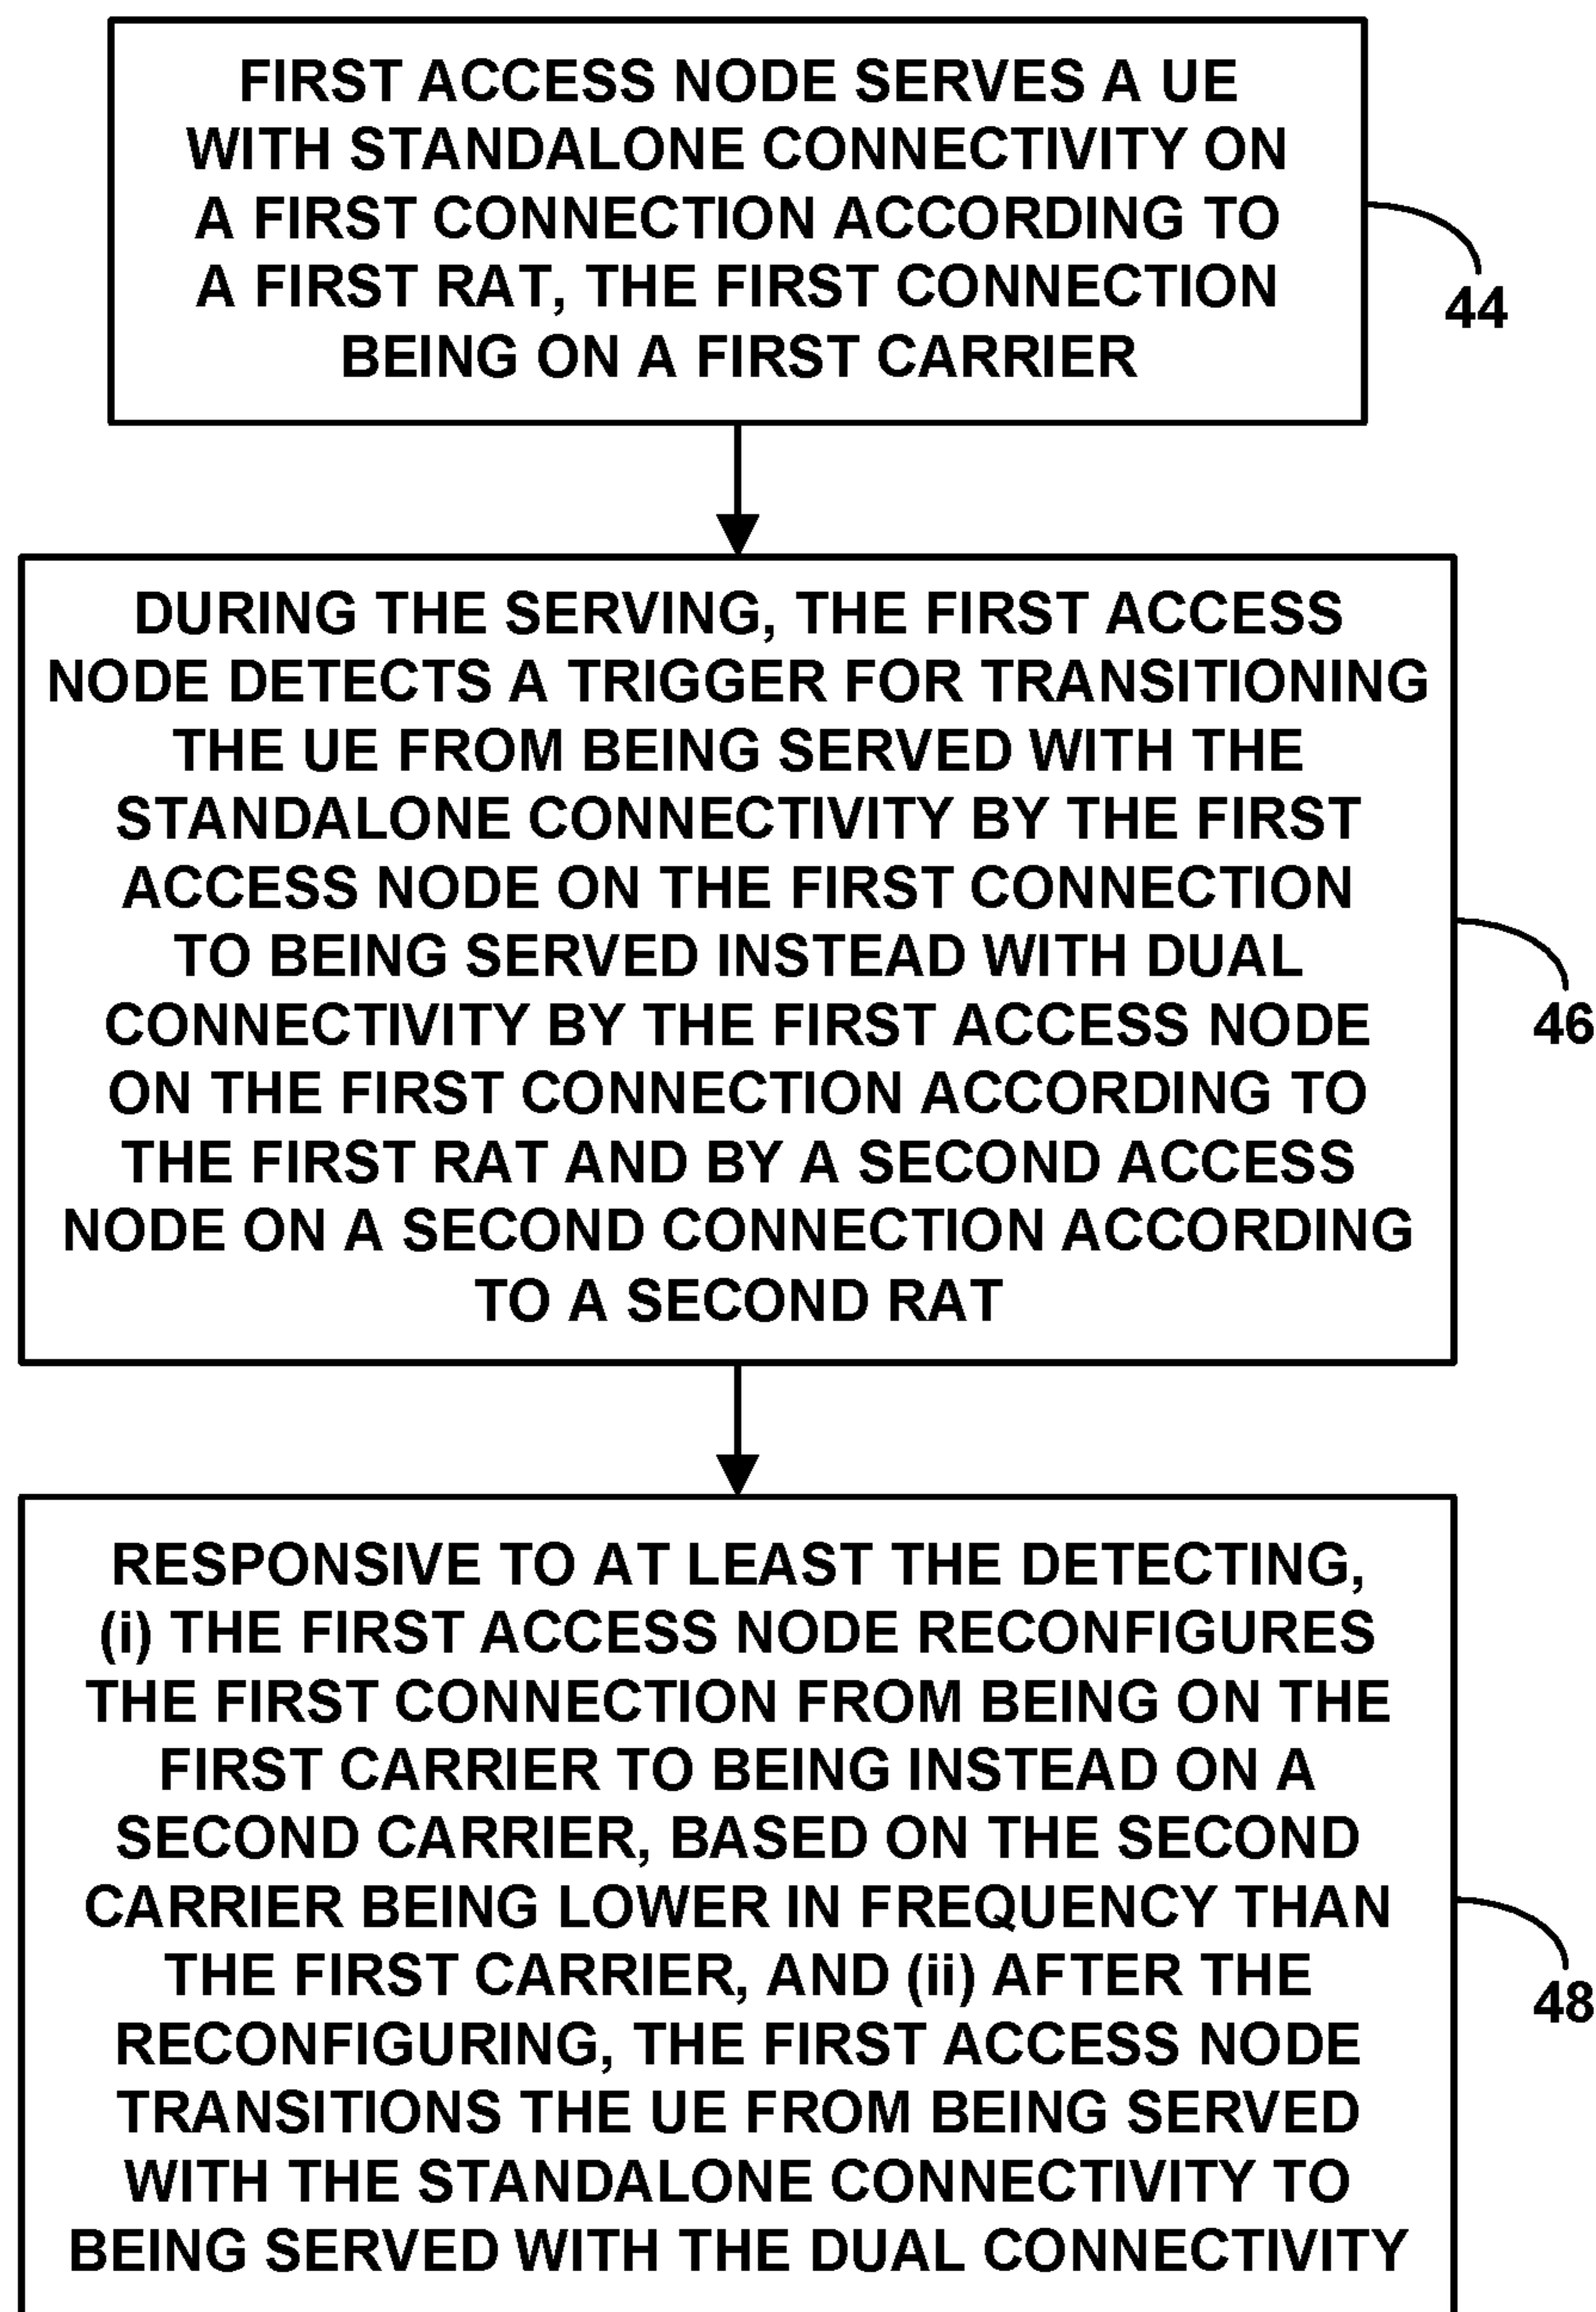 FIRST ACCESS NODE SERVES A UE
WITH STANDALONE CONNECTIVITY ON
A FIRST CONNECTION ACCORDING TO
A FIRST RAT, THE FIRST CONNECTION
BEING ON A FIRST CARRIER
44
DURING THE SERVING, THE FIRST ACCESS
NODE DETECTS A TRIGGER FOR TRANSITIONING
THE UE FROM BEING SERVED WITH THE
STANDALONE CONNECTIVITY BY THE FIRST
ACCESS NODE ON THE FIRST CONNECTION
TO BEING SERVED INSTEAD WITH DUAL
CONNECTIVITY BY THE FIRST ACCESS NODE
ON THE FIRST CONNECTION ACCORDING TO
THE FIRST RAT AND BY A SECOND ACCESS
NODE ON A SECOND CONNECTION ACCORDING
TO A SECOND RAT
46
RESPONSIVE TO AT LEAST THE DETECTING,
(i) THE FIRST ACCESS NODE RECONFIGURES
THE FIRST CONNECTION FROM BEING ON THE
FIRST CARRIER TO BEING INSTEAD ON A
SECOND CARRIER, BASED ON THE SECOND
CARRIER BEING LOWER IN FREQUENCY THAN
THE FIRST CARRIER, AND (ii) AFTER THE
RECONFIGURING, THE FIRST ACCESS NODE
TRANSITIONS THE UE FROM BEING SERVED
WITH THE STANDALONE CONNECTIVITY TO
BEING SERVED WITH THE DUAL CONNECTIVITY
48